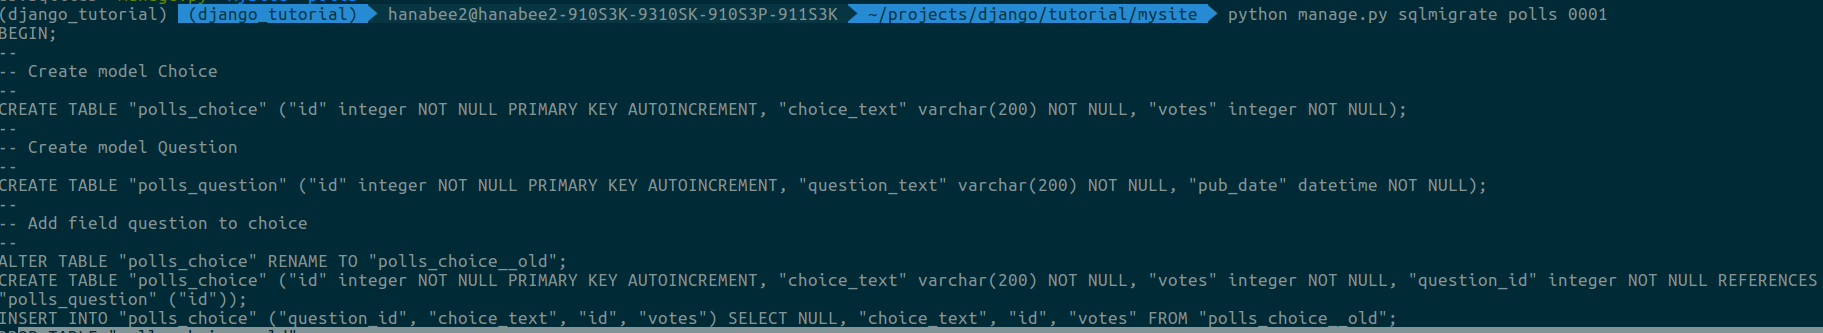 (django_tutorial) (django_tutorial) hanabee2@hanabee2-910S3K-9310SK-910S3P-911S3K ~/projects/django/tutorial/mysite python manage.py sqlmigrate polls 0001
BEGIN;
--
-- Create model Choice
--
CREATE TABLE "polls_choice" ("id" integer NOT NULL PRIMARY KEY AUTOINCREMENT, "choice_text" varchar(200) NOT NULL, "votes" integer NOT NULL);
--
-- Create model Question
--
CREATE TABLE "polls_question" ("id" integer NOT NULL PRIMARY KEY AUTOINCREMENT, "question_text" varchar(200) NOT NULL, "pub_date" datetime NOT NULL);
--
-- Add field question to choice
--
ALTER TABLE "polls_choice" RENAME TO "polls_choice__old";
CREATE TABLE "polls_choice" ("id" integer NOT NULL PRIMARY KEY AUTOINCREMENT, "choice_text" varchar(200) NOT NULL, "votes" integer NOT NULL, "question_id" integer NOT NULL REFERENCES
"polls_question" ("id"));
INSERT INTO "polls_choice" ("question_id", "choice_text", "id", "votes") SELECT NULL, "choice_text", "id", "votes" FROM "polls_choice__old";